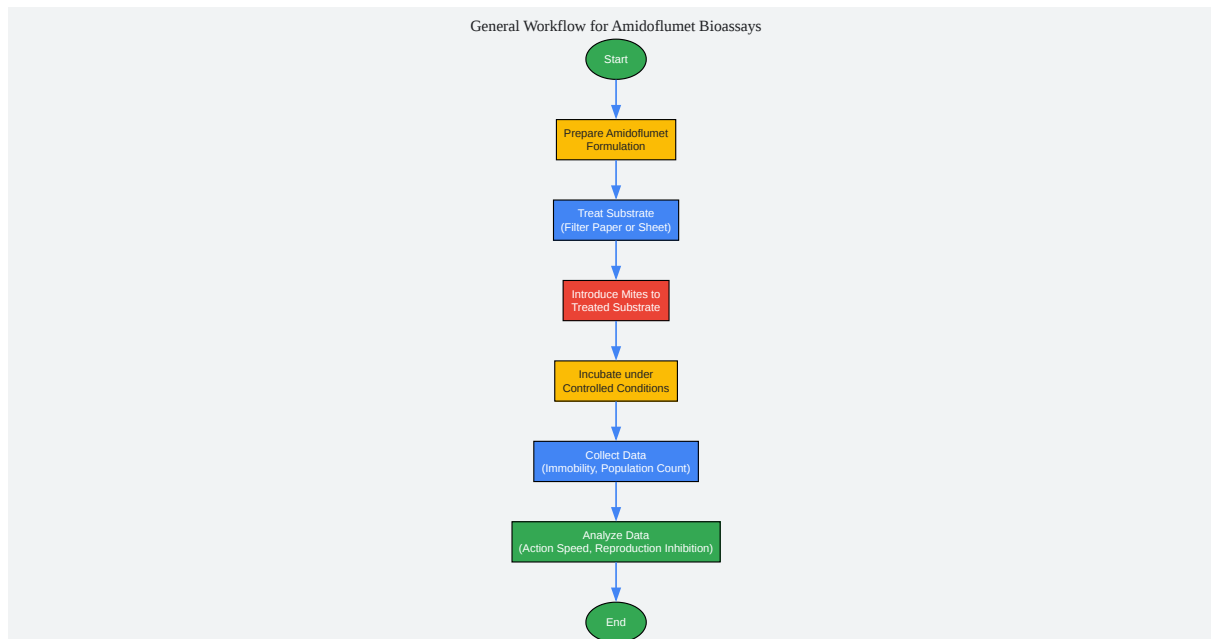 General Workflow for Amidoflumet Bioassays
Start
Prepare Amidoflumet
Formulation
Treat Substrate
(Filter Paper or Sheet)
Introduce Mites to
Treated Substrate
Incubate under
Controlled Conditions
Collect Data
(Immobility, Population Count)
Analyze Data
(Action Speed, Reproduction Inhibition)
End